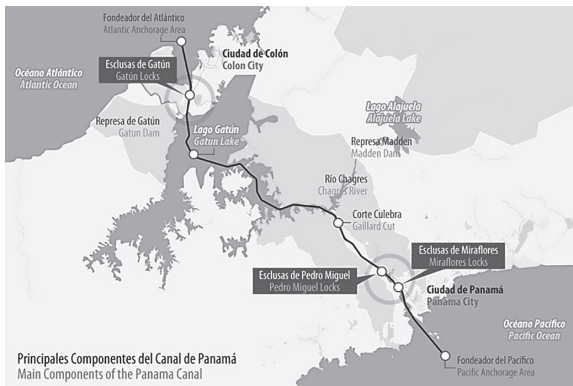 Fondeador del Atlántico
Atlantic Anchorage Area
Ciudad de Colón
Colon City
Esclusas de Gatún
Gatún Locks
Océano Atlántico
Atlantic Ocean
Lago Alajuela
Alajuela Lake
Represa de Gatún
Gatun Dam
Lago Gatún
Gatun Lake
Represa Madden
Madden Dam
Río Chagres
Chagres River
Corte Culebra
Gaillard Cut
Esclusas de Miraflores
Miraflores Locks
Esclusas de Pedro Miguel
Pedro Miguel Locks
Ciudad de Panamá
Panama City
Océano Pacífico
Pacific Ocean
Principales Componentes del Canal de Panamá
Main Components of the Panama Canal
Fondeador del Pacífico
Pacific Anchorage Area